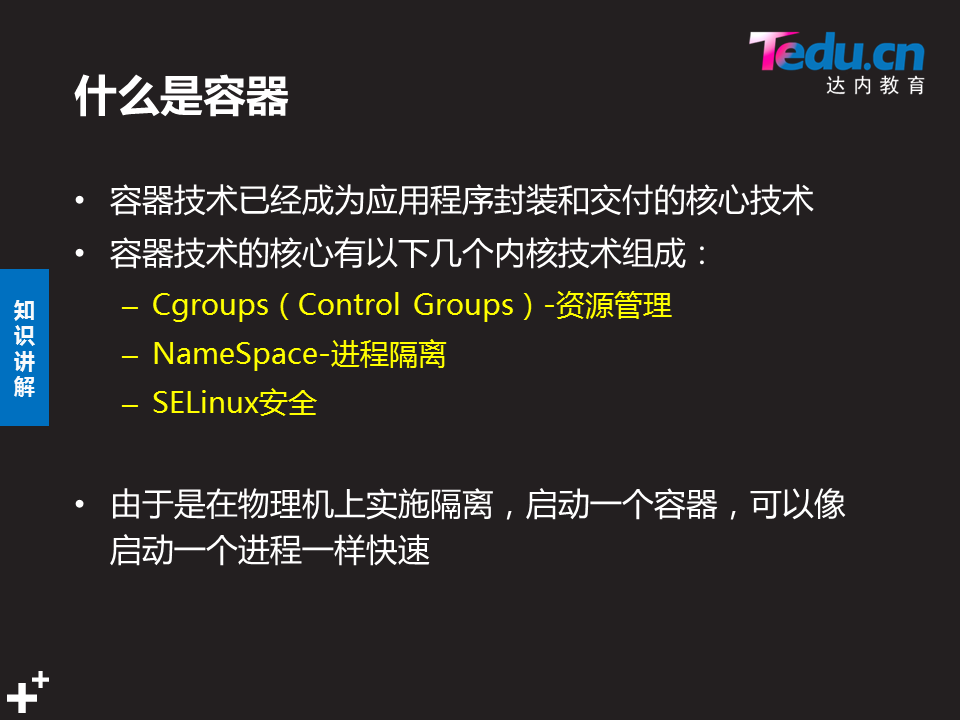 Tedu.cn
达内教育
什么是容器
• 容器技术已经成为应用程序封装和交付的核心技术
• 容器技术的核心有以下几个内核技术组成：
– Cgroups（Control Groups）-资源管理
– NameSpace-进程隔离
– SELinux安全
知识讲解
• 由于是在物理机上实施隔离，启动一个容器，可以像
启动一个进程一样快速